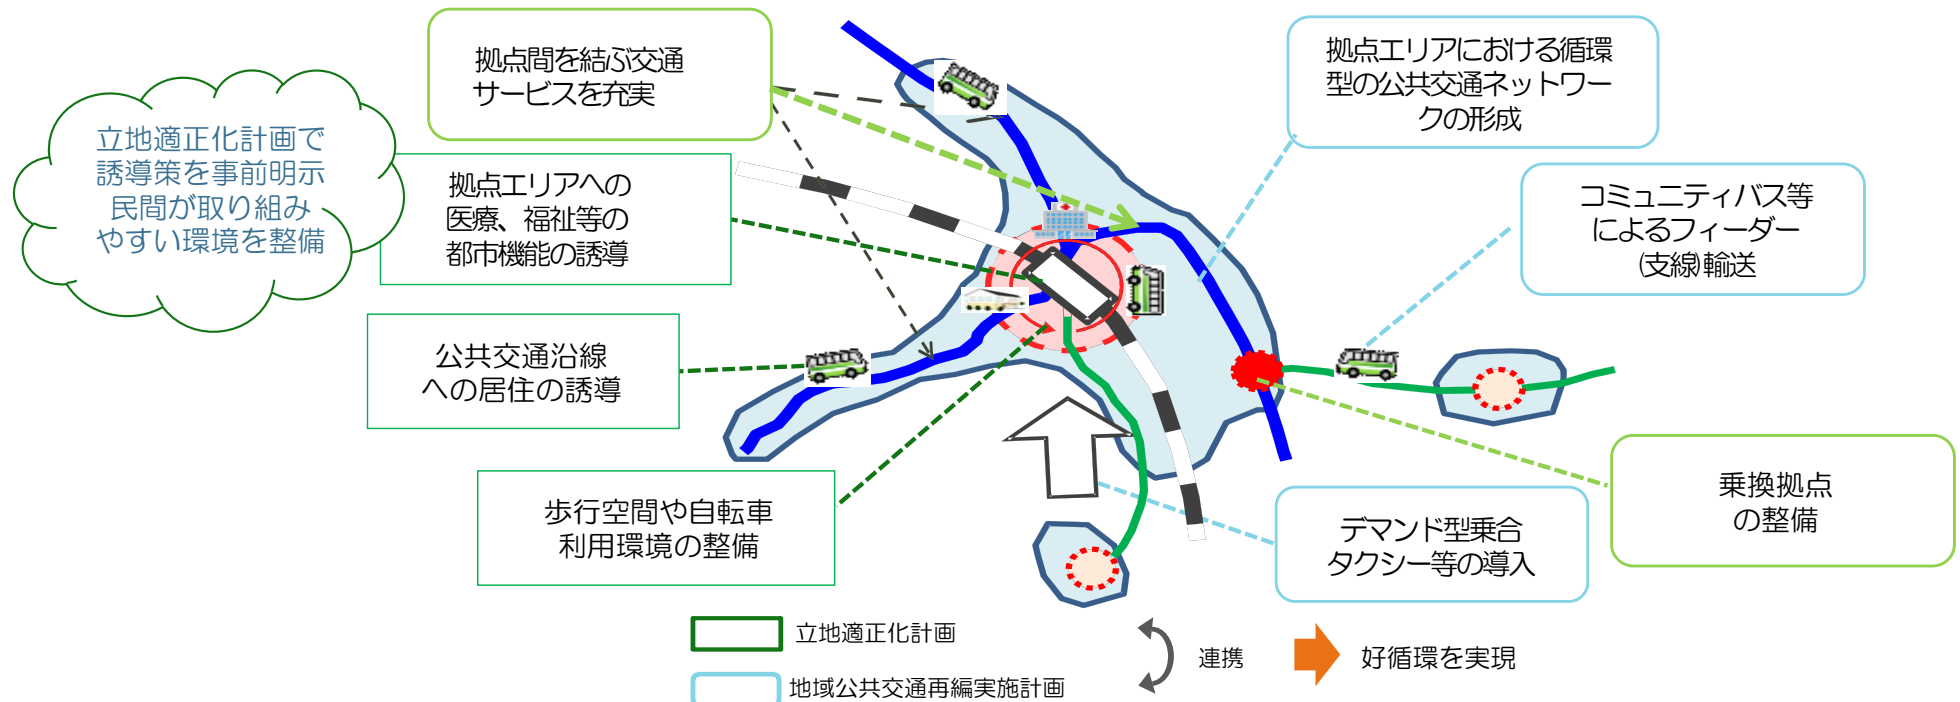 立地適正化計画で
誘導策を事前明示
民間が取り組み
やすい環境を整備
拠点間を結ぶ交通
サービスを充実
拠点エリアへの
医療、福祉等の
都市機能の誘導
公共交通沿線
への居住の誘導
歩行空間や自転車
利用環境の整備
拠点エリアにおける循環
型の公共交通ネットワー
クの形成
コミュニティバス等
によるフィーダー
(支線)輸送
乗換拠点
の整備
デマンド型乗合
タクシー等の導入
立地適正化計画
地域公共交通再編実施計画
連携
好循環を実現